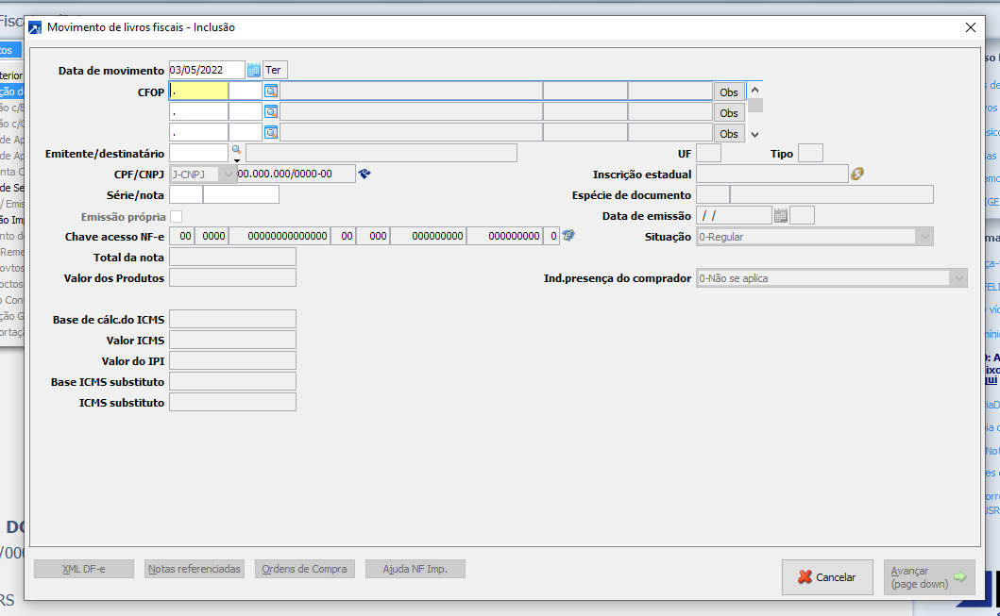 Movimento de livros fiscais - Inclusão
Data de movimento 03/05/2022 Ter
CFOP . Obs
. Obs
. Obs
Emitente/destinatário UF Tipo
CPF/CNPJ J-CNPJ 00.000.000/0000-00 Inscrição estadual
Série/nota Espécie de documento
Emissão própria Data de emissão / /
Chave acesso NF-e 00 0000 00000000000000 00 000 000000000 000000000 0 Situação 0-Regular
Total da nota
Valor dos Produtos Ind.presença do comprador 0-Não se aplica
Base de cálc.do ICMS
Valor ICMS
Valor do IPI
Base ICMS substituto
ICMS substituto
XML DF-e Notas referenciadas Ordens de Compra Ajuda NF Imp.
Cancelar
Avançar
(page down)